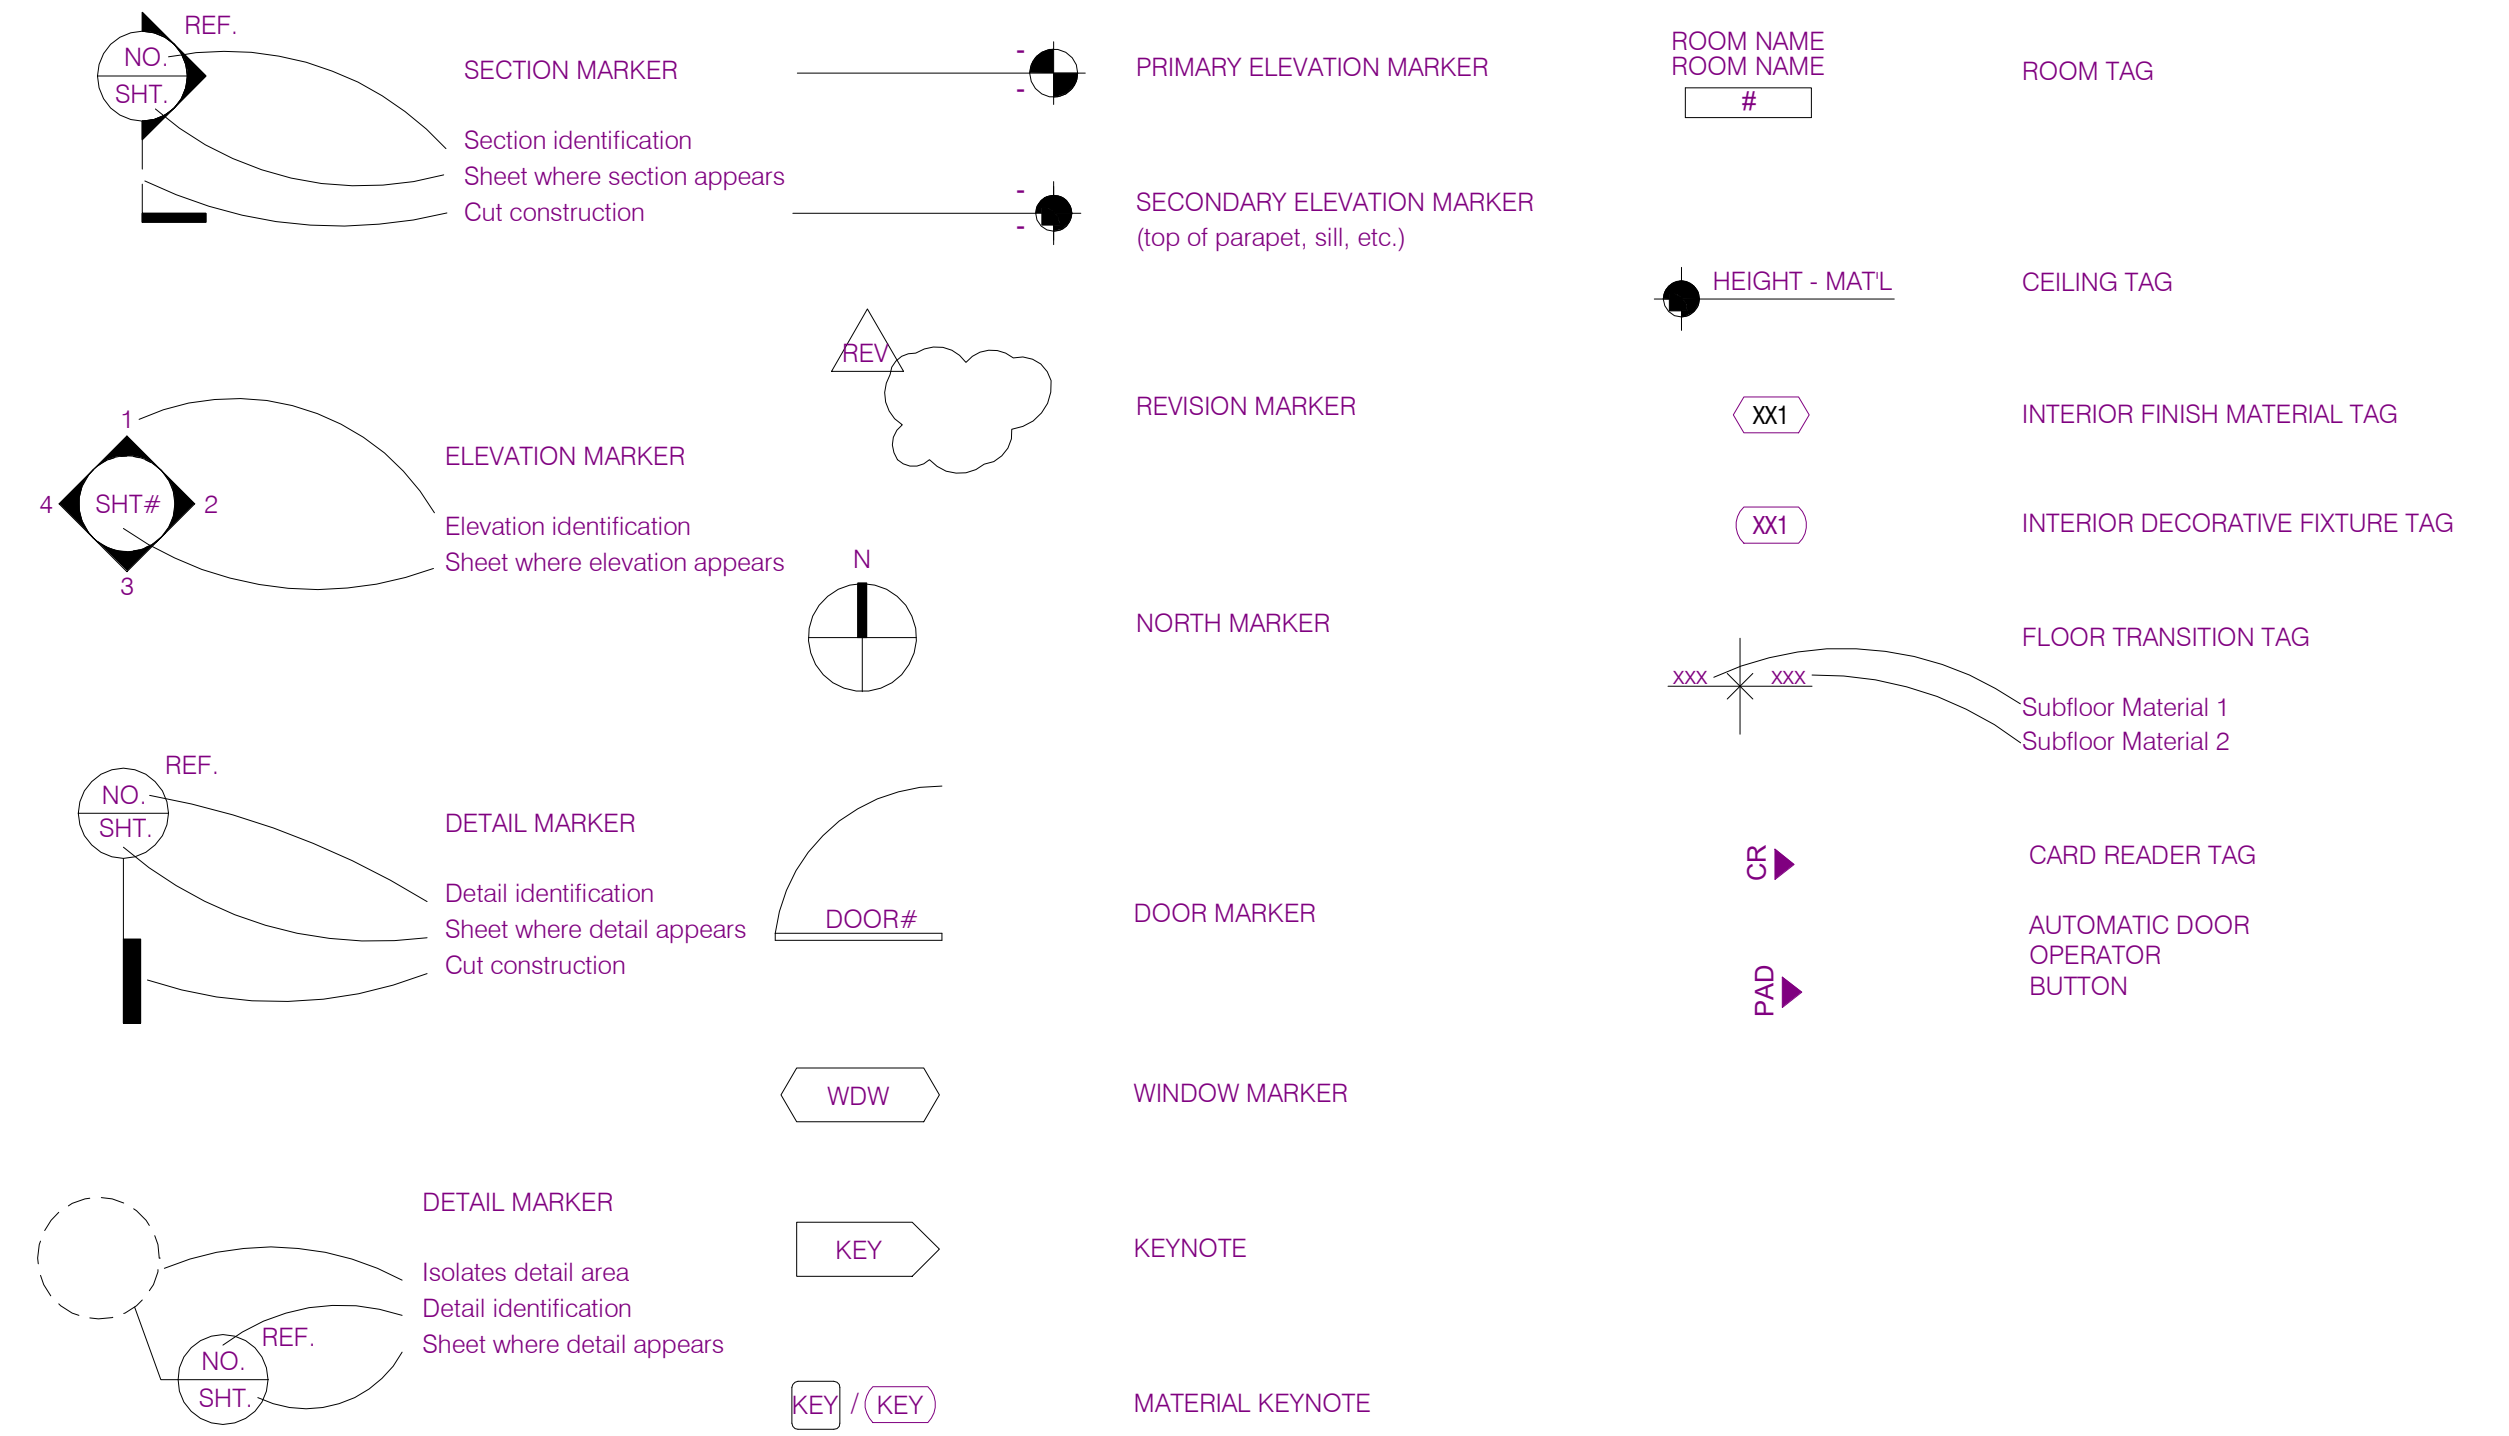 REF.
NO.
SHT.
SECTION MARKER
Section identification
Sheet where section appears
Cut construction
1
2
3
4
SHT#
ELEVATION MARKER
Elevation identification
Sheet where elevation appears
REF.
NO.
SHT.
DETAIL MARKER
Detail identification
Sheet where detail appears
Cut construction
DETAIL MARKER
Isolates detail area
Detail identification
Sheet where detail appears
REF.
NO.
SHT.
-
-
PRIMARY ELEVATION MARKER
-
-
SECONDARY ELEVATION MARKER
(top of parapet, sill, etc.)
REV
REVISION MARKER
N
NORTH MARKER
DOOR#
DOOR MARKER
WDW
WINDOW MARKER
KEY
KEYNOTE
KEY / KEY
MATERIAL KEYNOTE
ROOM NAME
ROOM NAME
#
ROOM TAG
HEIGHT - MAT'L
CEILING TAG
XX1
INTERIOR FINISH MATERIAL TAG
XX1
INTERIOR DECORATIVE FIXTURE TAG
XXX XXX
FLOOR TRANSITION TAG
Subfloor Material 1
Subfloor Material 2
CR
CARD READER TAG
PAD
AUTOMATIC DOOR
OPERATOR
BUTTON